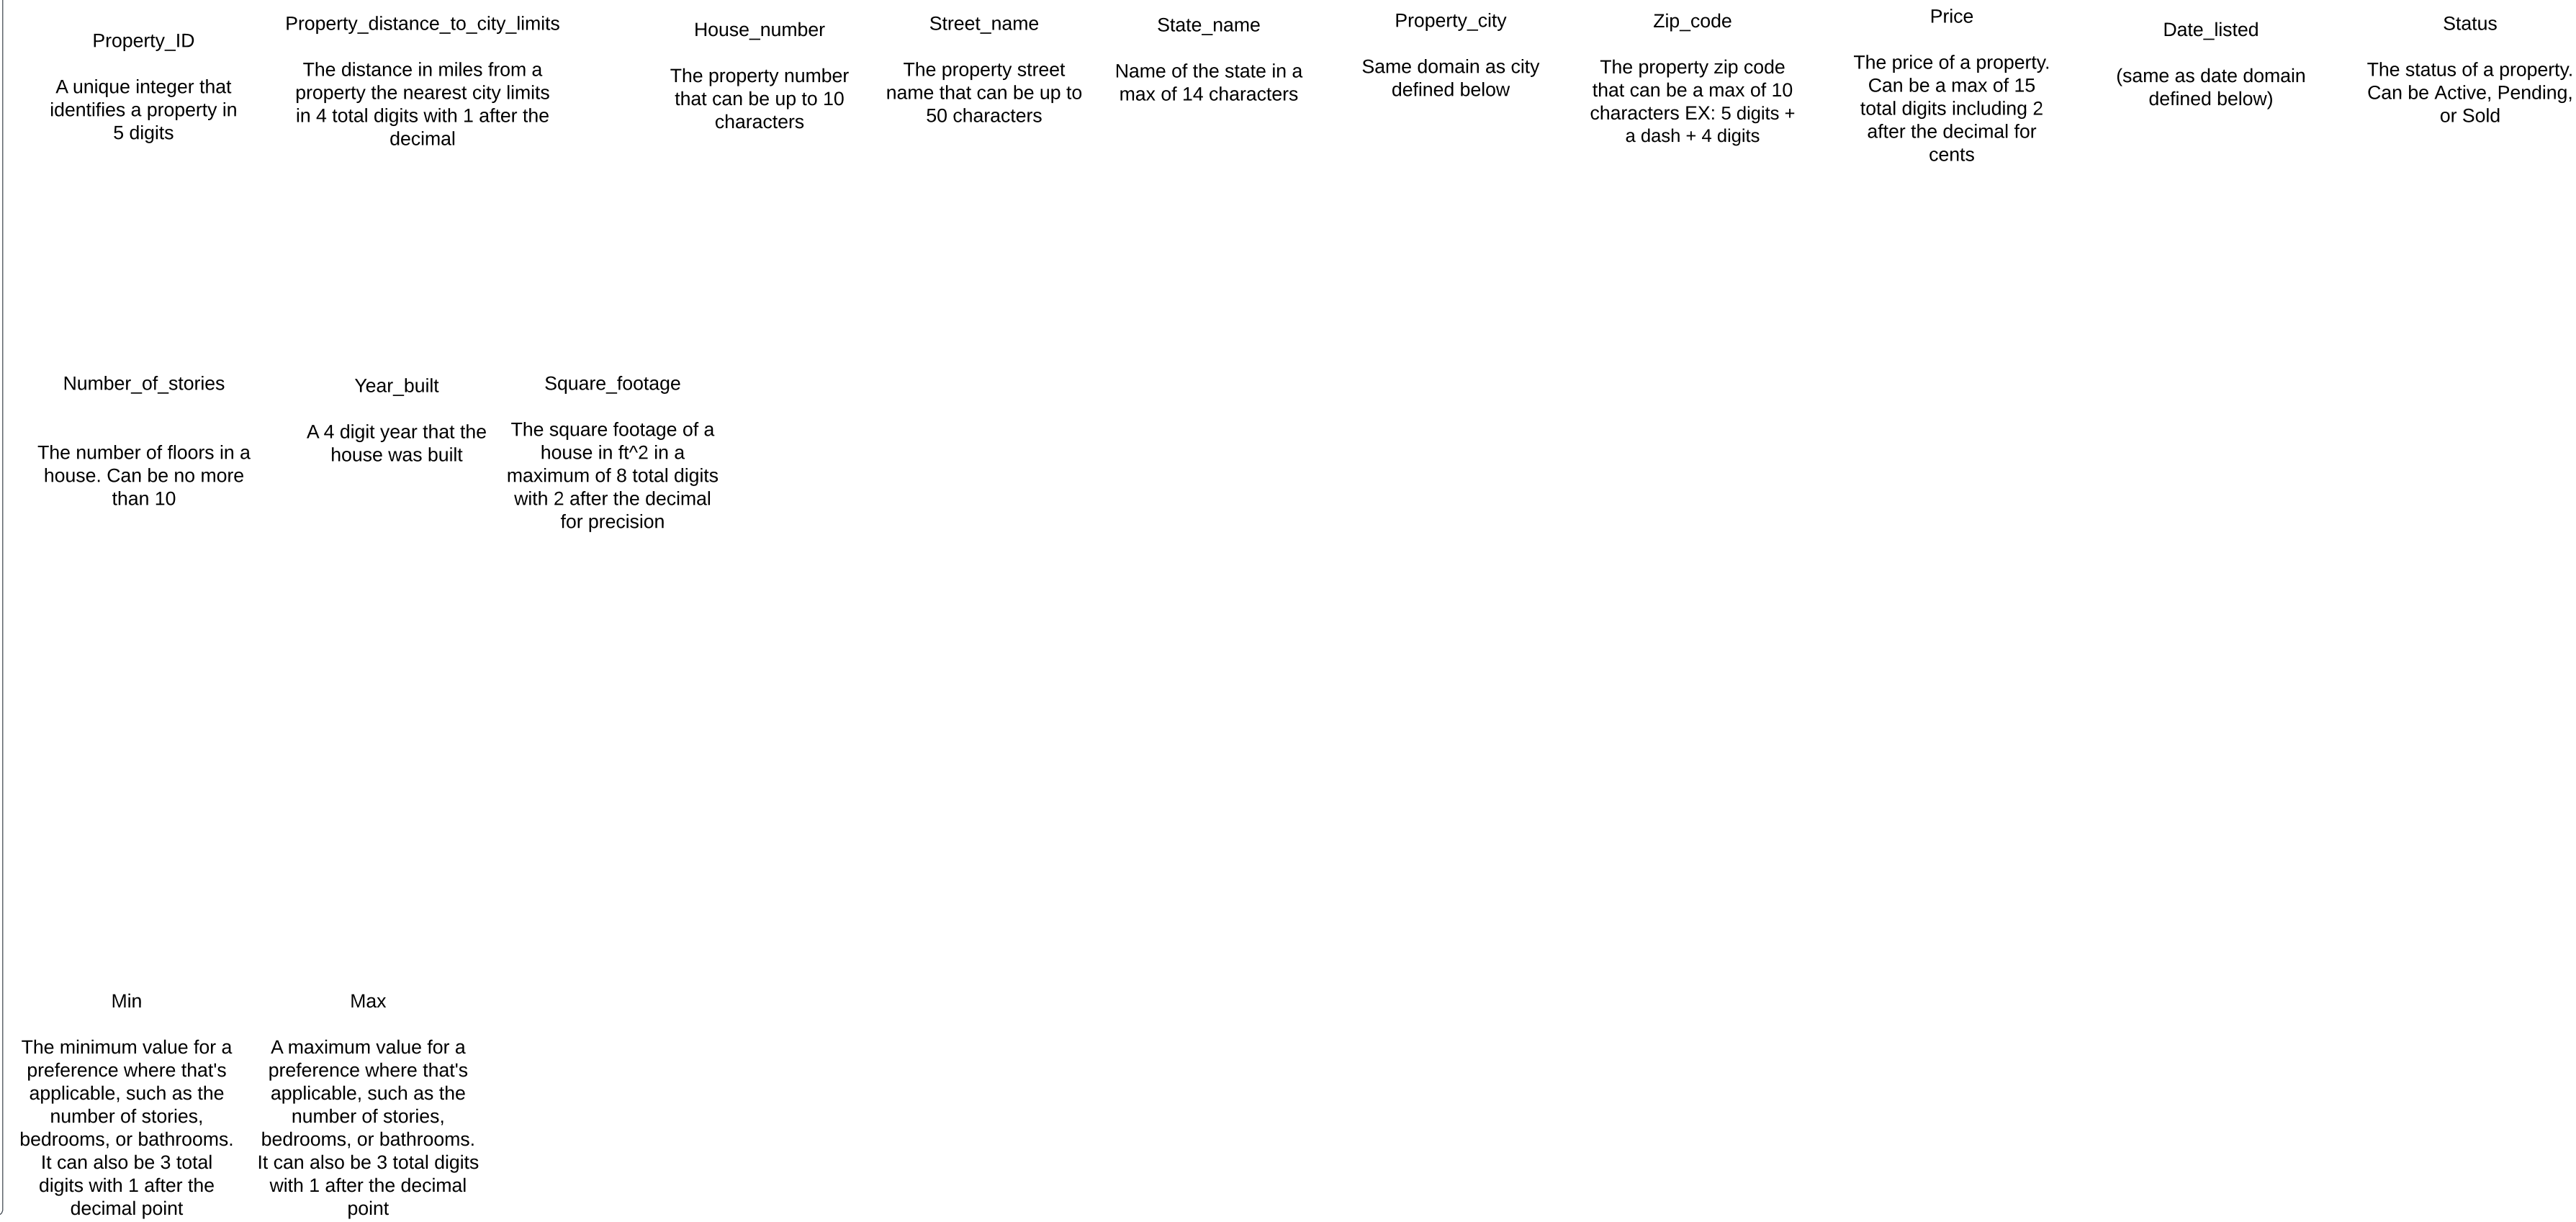 Property_ID
A unique integer that
identifies a property in
5 digits
Property_distance_to_city_limits
The distance in miles from a
property the nearest city limits
in 4 total digits with 1 after the
decimal
House_number
The property number
that can be up to 10
characters
Street_name
The property street
name that can be up to
50 characters
State_name
Name of the state in a
max of 14 characters
Property_city
Same domain as city
defined below
Zip_code
The property zip code
that can be a max of 10
characters EX: 5 digits +
a dash + 4 digits
Price
The price of a property.
Can be a max of 15
total digits including 2
after the decimal for
cents
Date_listed
(same as date domain
defined below)
Status
The status of a property.
Can be Active, Pending,
or Sold
Number_of_stories
The number of floors in a
house. Can be no more
than 10
Year_built
A 4 digit year that the
house was built
Square_footage
The square footage of a
house in ft^2 in a
maximum of 8 total digits
with 2 after the decimal
for precision
Min
The minimum value for a
preference where that's
applicable, such as the
number of stories,
bedrooms, or bathrooms.
It can also be 3 total
digits with 1 after the
decimal point
Max
A maximum value for a
preference where that's
applicable, such as the
number of stories,
bedrooms, or bathrooms.
It can also be 3 total digits
with 1 after the decimal
point